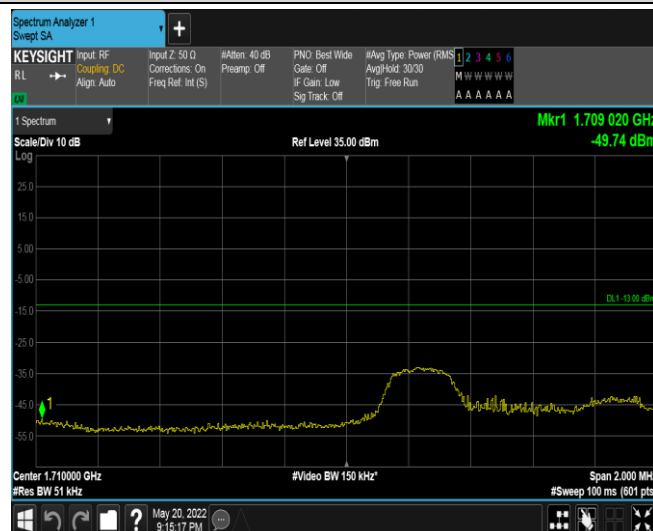 Spectrum Analyzer 1
Swept SA
+
KEYSIGHT Input: RF Input Z: 50 Ω #Atten: 40 dB PNO: Best Wide #Avg Type: Power (RMS 1 2 3 4 5 6
RL Coupling: DC Corrections: On Preamp: Off Gate: Off Avg|Hold: 30/30 M W W W W W
Align: Auto Freq Ref: Int (S) IF Gain: Low Trig: Free Run
Sig Track: Off A A A A A A
1 Spectrum Mkr1 1.709 020 GHz
Scale/Div 10 dB Ref Level 35.00 dBm -49.74 dBm
Log
25.0
15.0
5.00
-5.00
DL1 -13.00 dBm
-15.0
-25.0
-35.0
-45.0 1
-55.0
Center 1.710000 GHz #Video BW 150 kHz* Span 2.000 MHz
#Res BW 51 kHz #Sweep 100 ms (601 pts
? May 20, 2022
9:15:17 PM